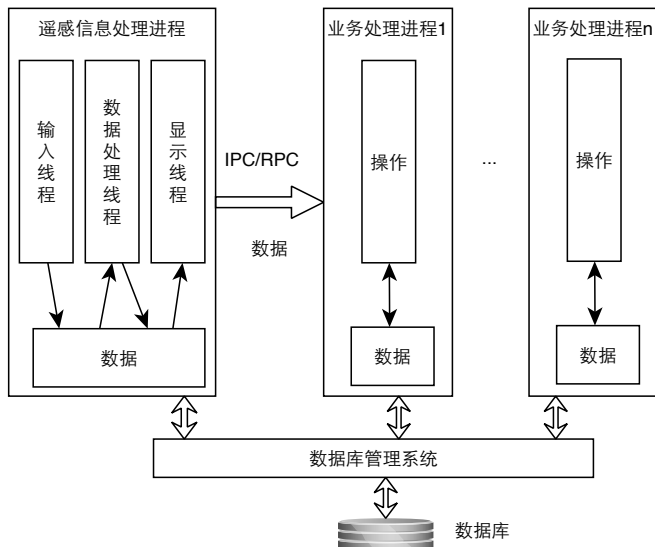 遥感信息处理进程
业务处理进程1
业务处理进程n
输入线程
数据处理线程
显示线程
IPC/RPC
数据
操作
...
操作
数据
数据
数据
数据库管理系统
数据库